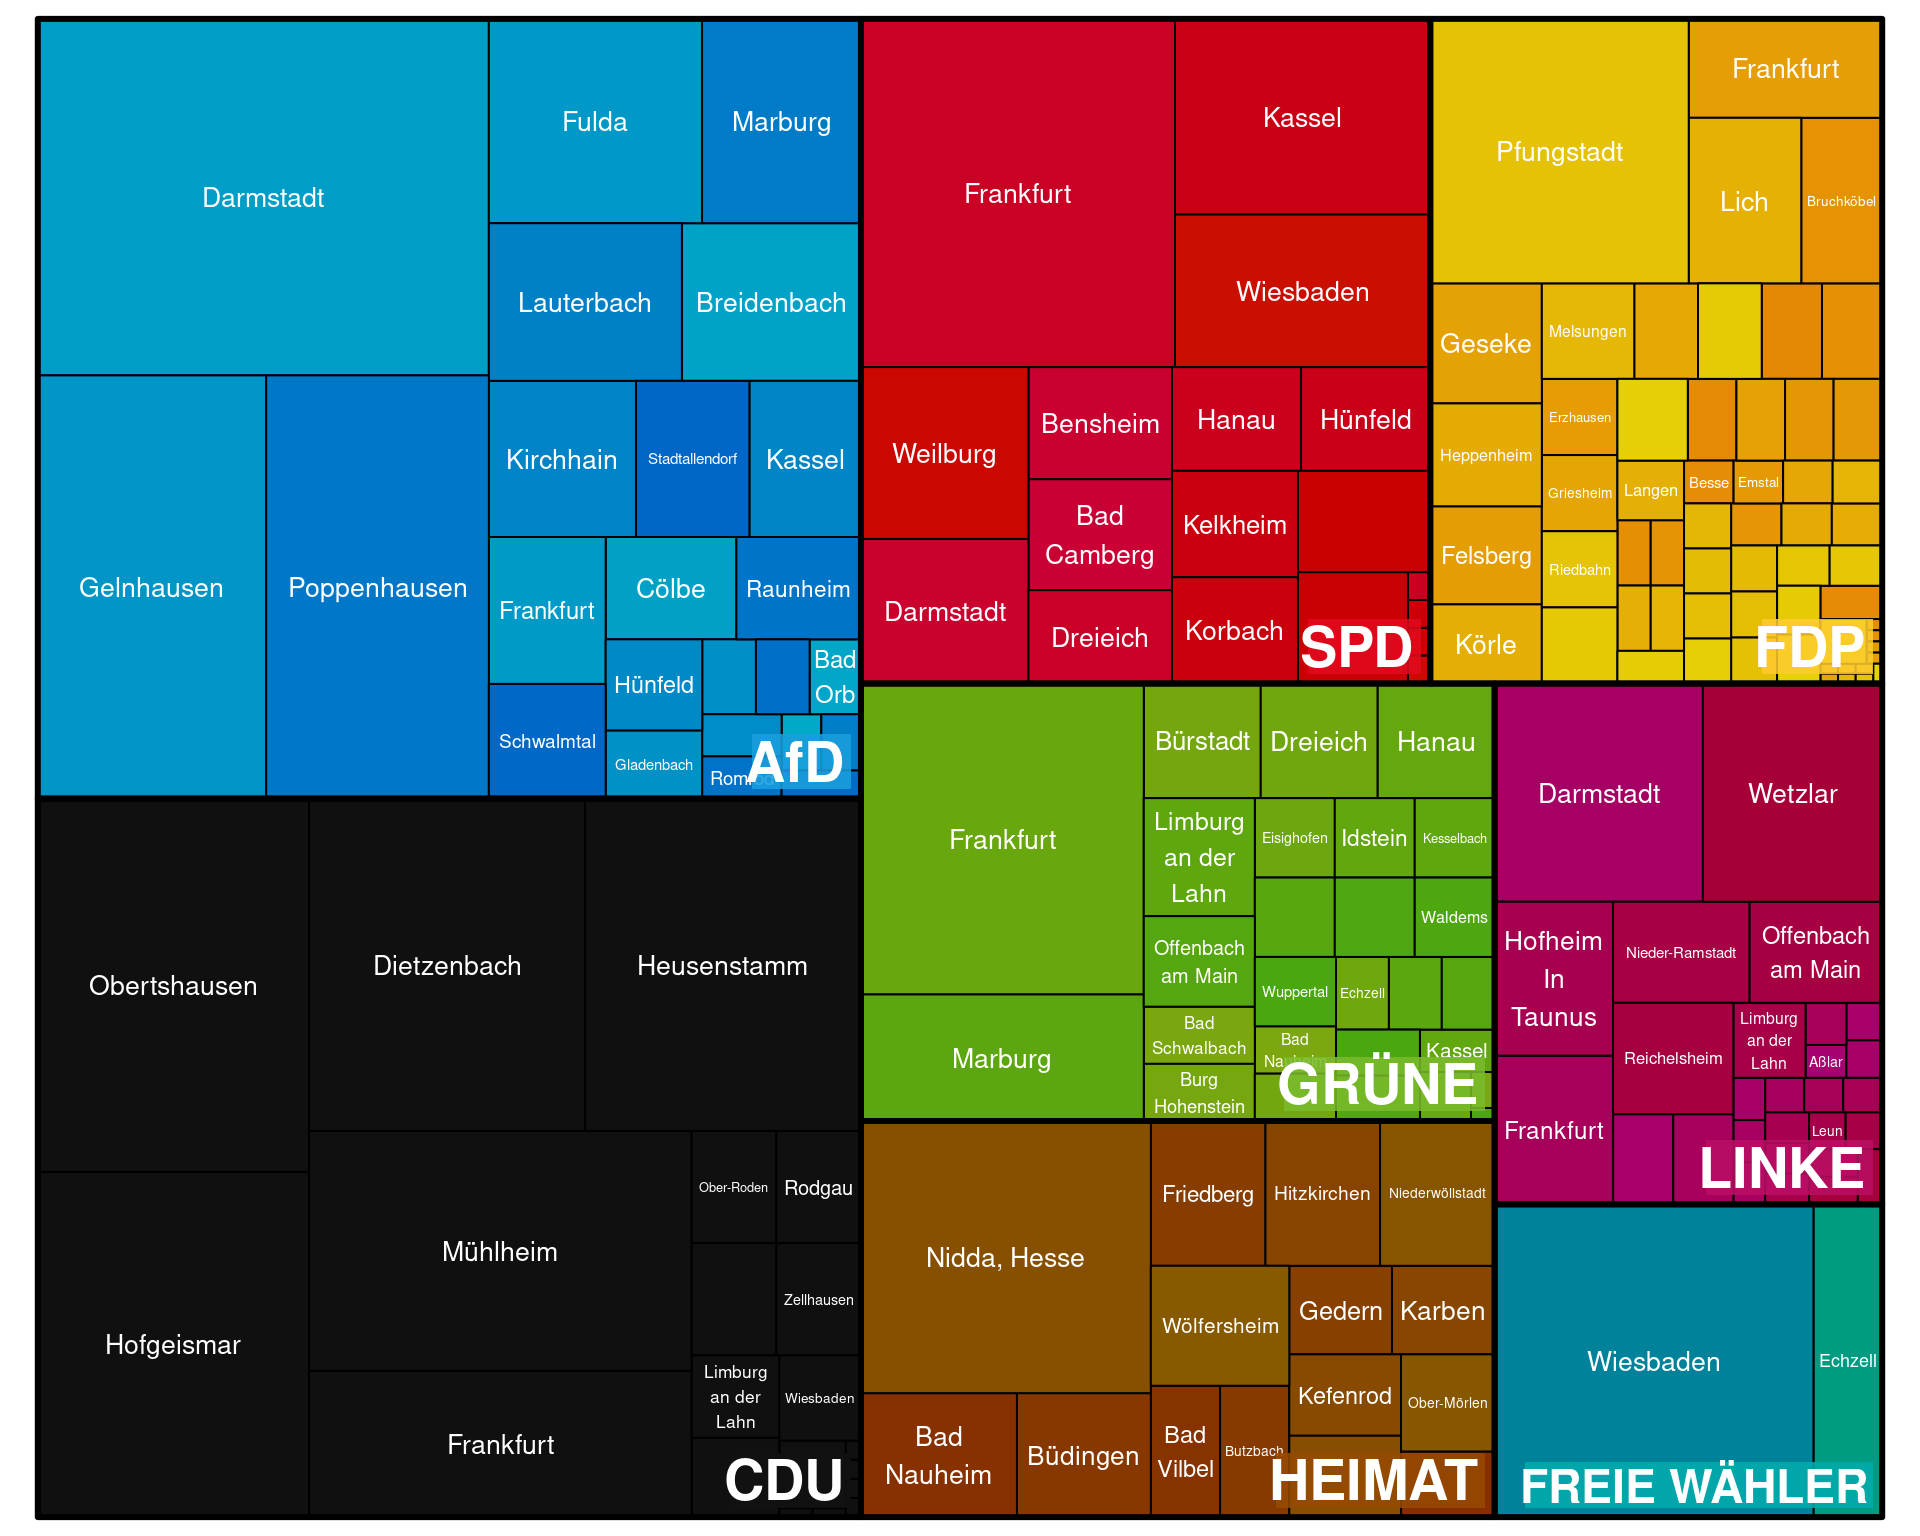 Darmstadt
Fulda
Marburg
Lauterbach
Breidenbach
Gelnhausen
Poppenhausen
Kirchhain
Stadtallendorf
Kassel
Frankfurt
Cölbe
Raunheim
Hünfeld
Bad
Orb
Schwalmtal
Gladenbach
AfD
Frankfurt
Kassel
Wiesbaden
Weilburg
Bensheim
Hanau
Hünfeld
Bad
Camberg
Kelkheim
Darmstadt
Dreieich
Korbach
SPD
Pfungstadt
Frankfurt
Lich
Bruchköbel
Geseke
Melsungen
Erzhausen
Heppenheim
Griesheim
Langen
Besse
Emstal
Felsberg
Riedbahn
Körle
FDP
Obertshausen
Dietzenbach
Heusenstamm
Hofgeismar
Mühlheim
Ober-Roden
Rodgau
Zellhausen
Frankfurt
Limburg
an der
Lahn
Wiesbaden
CDU
Frankfurt
Bürstadt
Dreieich
Hanau
Limburg
an der
Lahn
Eisighofen
Idstein
Kesselbach
Waldems
Offenbach
am Main
Marburg
Wuppertal
Echzell
Bad
Schwalbach
Bad
Nauheim
Kassel
Burg
Hohenstein
GRÜNE
Darmstadt
Wetzlar
Hofheim
In
Taunus
Nieder-Ramstadt
Offenbach
am Main
Reichelsheim
Limburg
an der
Lahn
Aßlar
Frankfurt
Leun
LINKE
Nidda, Hesse
Friedberg
Hitzkirchen
Niederwöllstadt
Wölfersheim
Gedern
Karben
Kefenrod
Ober-Mörlen
Bad
Nauheim
Büdingen
Bad
Vilbel
Butzbach
HEIMAT
Wiesbaden
Echzell
FREIE WÄHLER